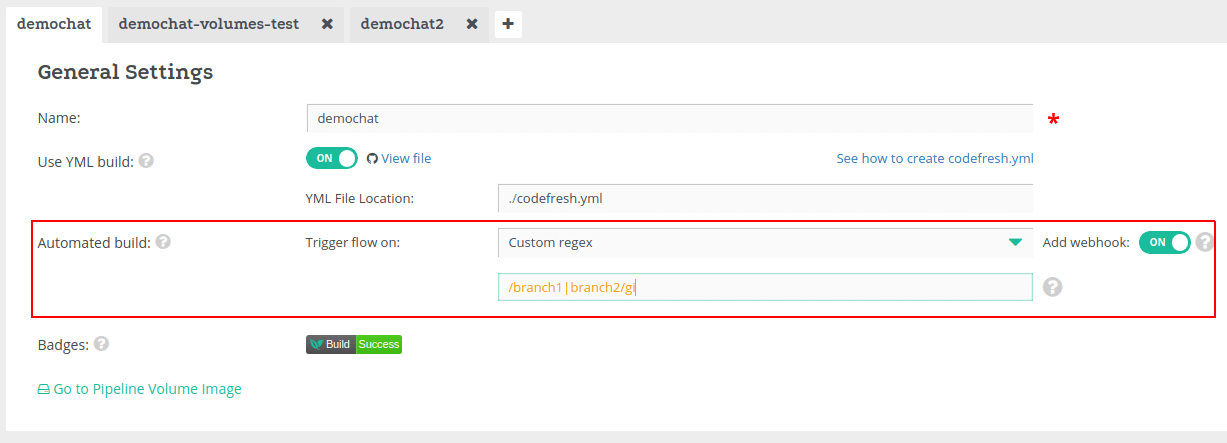 demochat demochat-volumes-test ✖ demochat2 ✖ +
General Settings
Name: demochat *
Use YML build: ? ON View file See how to create codefresh.yml
YML File Location: ./codefresh.yml
Automated build: ? Trigger flow on: Custom regex Add webhook: ON ?
/branch1|branch2/gi ?
Badges: ? Build Success
Go to Pipeline Volume Image